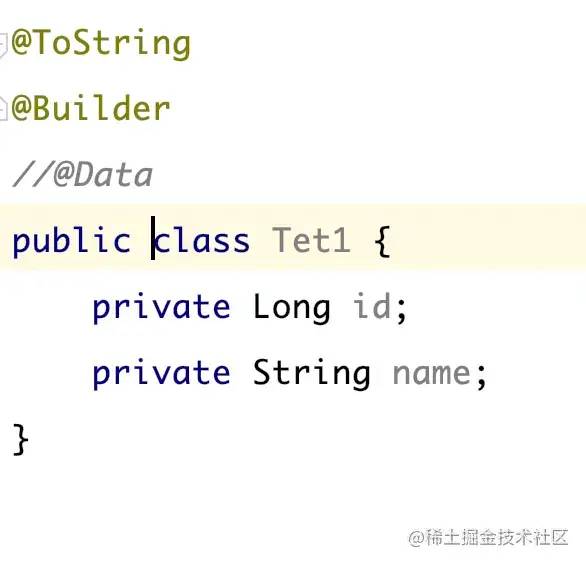 @ToString
@Builder
//@Data
public class Tet1 {
    private Long id;
    private String name;
}
@稀土掘金技术社区